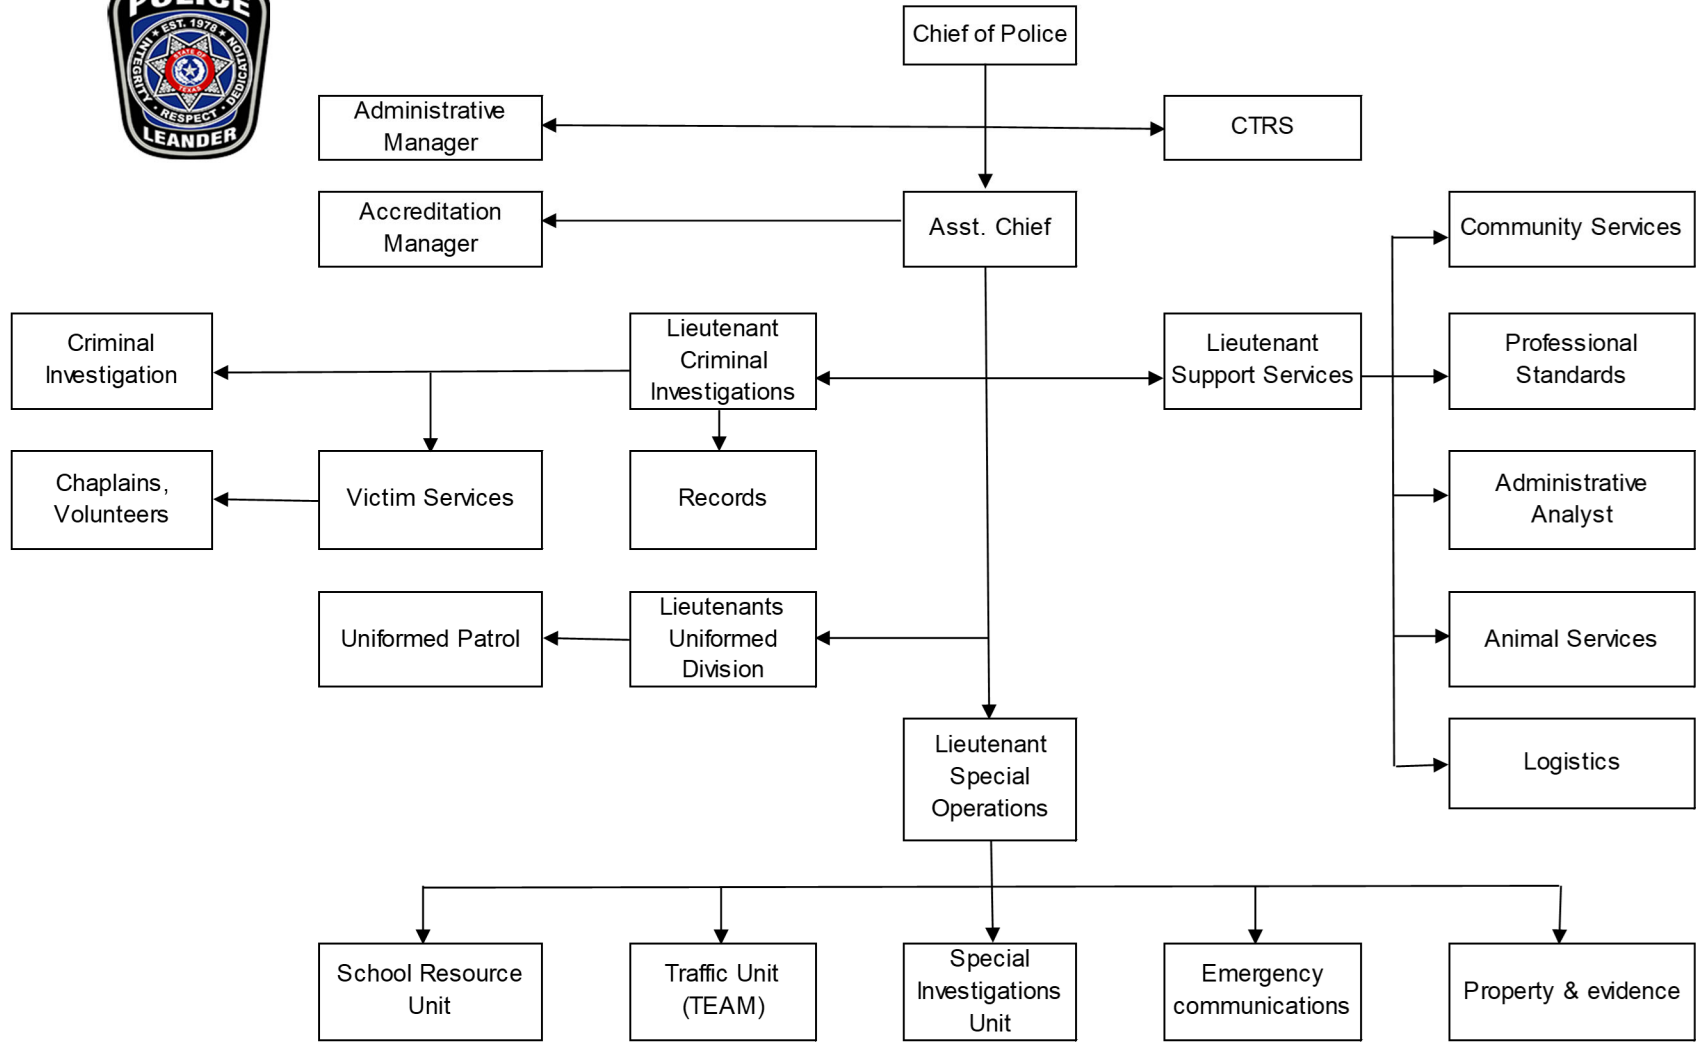 POLICE
EST. 1978
INTEGRITY
DEDICATION
STATE OF
TEXAS
RESPECT
LEANDER
Chief of Police
Administrative
Manager
CTRS
Accreditation
Manager
Asst. Chief
Community Services
Criminal
Investigation
Lieutenant
Criminal
Investigations
Lieutenant
Support Services
Professional
Standards
Chaplains,
Volunteers
Victim Services
Records
Administrative
Analyst
Uniformed Patrol
Lieutenants
Uniformed
Division
Animal Services
Lieutenant
Special
Operations
Logistics
School Resource
Unit
Traffic Unit
(TEAM)
Special
Investigations
Unit
Emergency
communications
Property & evidence